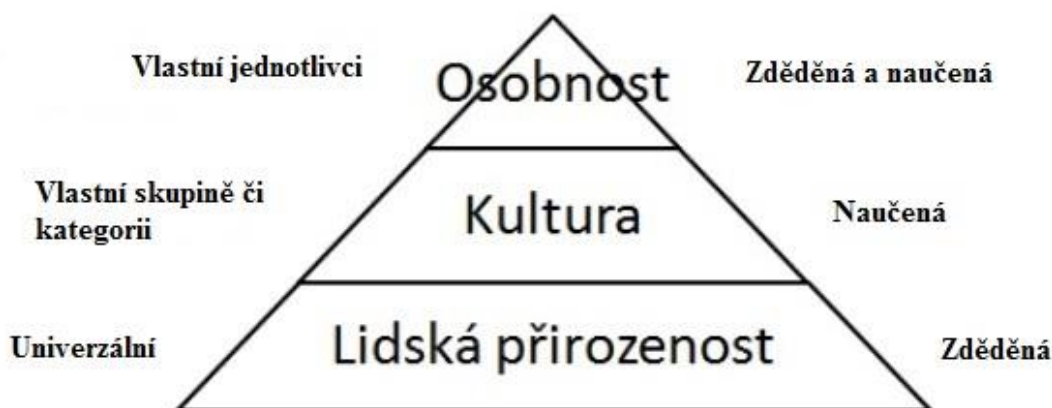 Vlastní jednotlivci
Osobnost
Zděděná a naučená
Vlastní skupině či
kategorii
Kultura
Naučená
Univerzální
Lidská přirozenost
Zděděná